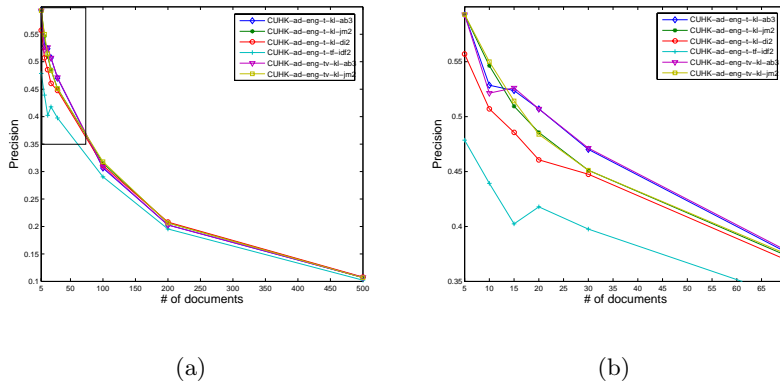 CUHK-ad-eng-t-kl-ab3
CUHK-ad-eng-t-kl-jm2
CUHK-ad-eng-t-kl-di2
CUHK-ad-eng-t-tf-idf2
CUHK-ad-eng-tv-kl-ab3
CUHK-ad-eng-tv-kl-jm2
Precision
0.55
0.5
0.45
0.4
0.35
0.3
0.25
0.2
0.15
0.1
5 50 100 150 200 250 300 350 400 450 500
# of documents
(a)
CUHK-ad-eng-t-kl-ab3
CUHK-ad-eng-t-kl-jm2
CUHK-ad-eng-t-kl-di2
CUHK-ad-eng-t-tf-idf2
CUHK-ad-eng-tv-kl-ab3
CUHK-ad-eng-tv-kl-jm2
Precision
0.55
0.5
0.45
0.4
0.35
5 10 15 20 25 30 35 40 45 50 55 60 65
# of documents
(b)